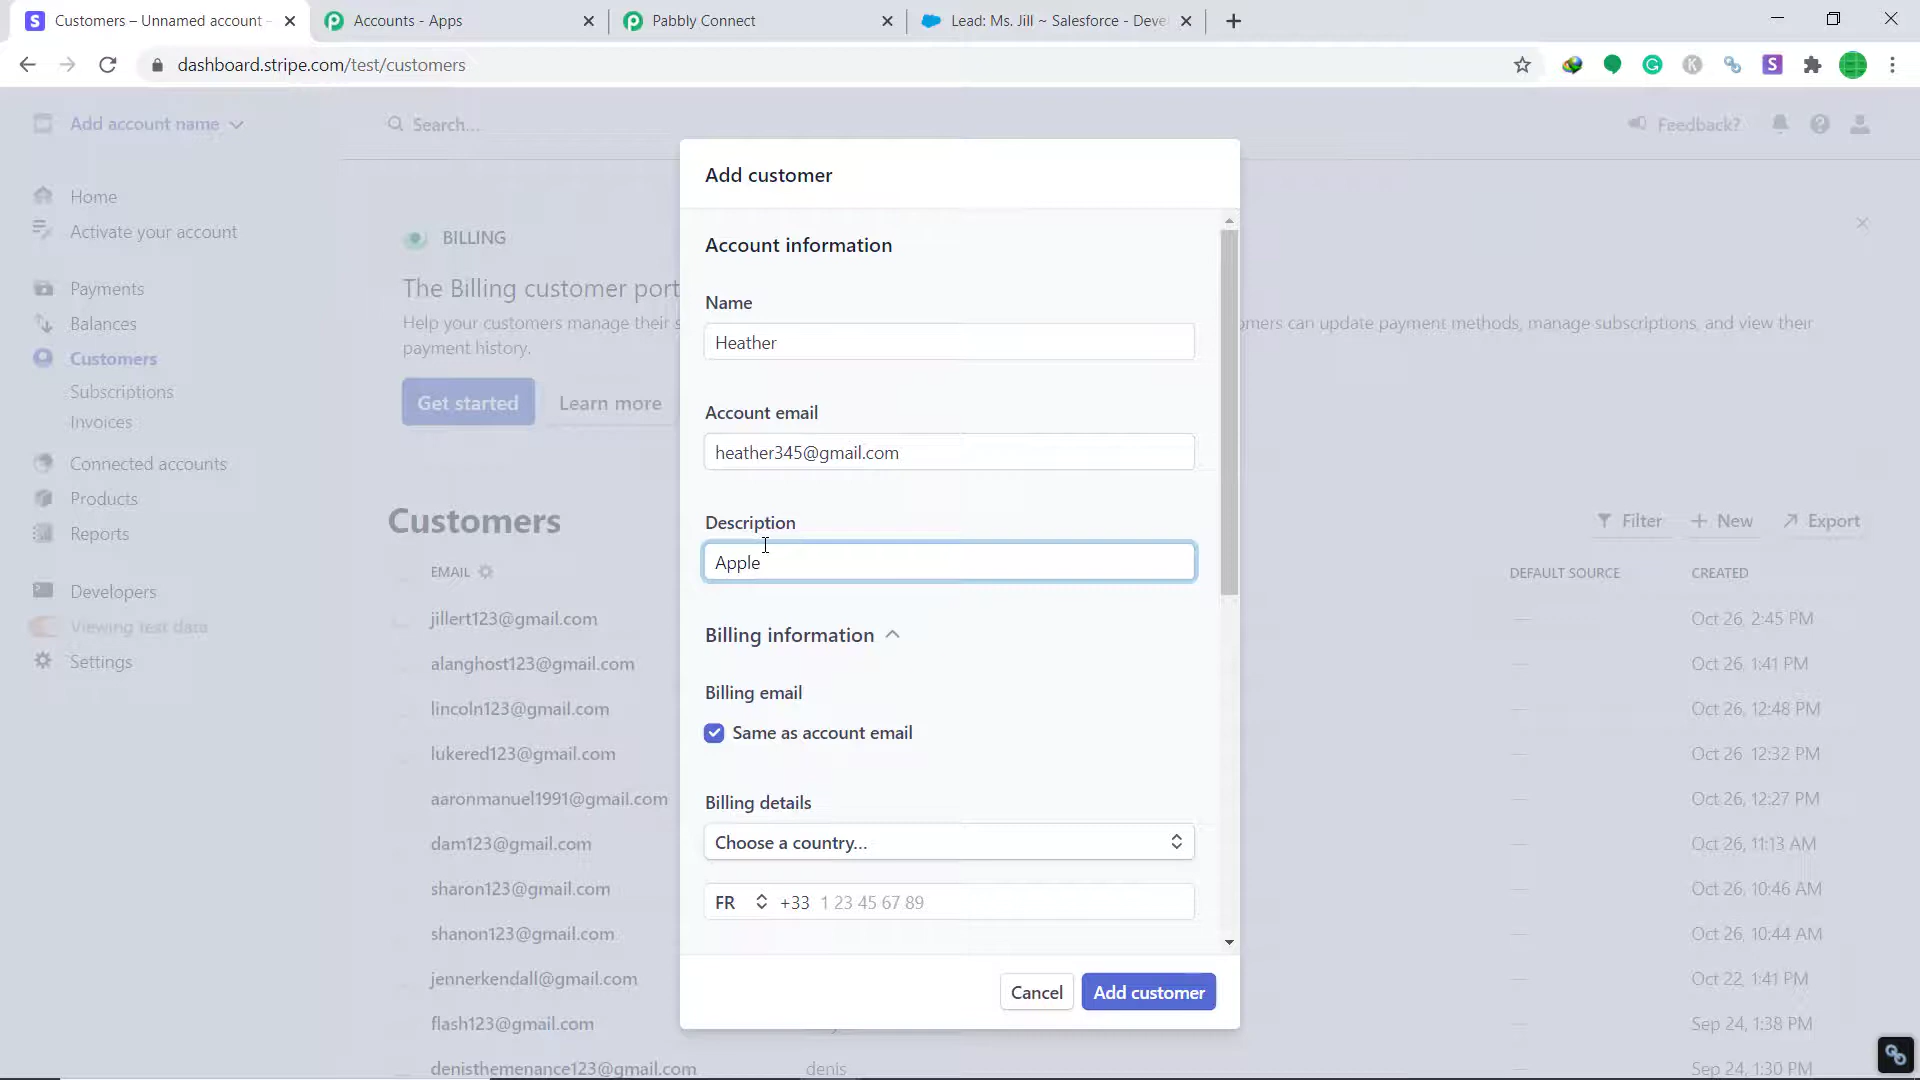 Customers – Unnamed account -
Accounts - Apps
Pabbly Connect
Lead: Ms. Jill ~ Salesforce - Deve
dashboard.stripe.com/test/customers
Add account name
Search...
Feedback?
Home
Activate your account
Payments
Balances
Customers
Subscriptions
Invoices
Connected accounts
Products
Reports
Developers
Viewing test data
Settings
BILLING
The Billing customer port
Help your customers manage their s
omers can update payment methods, manage subscriptions, and view their
payment history.
Get started
Learn more
Customers
Filter
New
Export
EMAIL
DEFAULT SOURCE
CREATED
jillert123@gmail.com
—
Oct 26, 2:45 PM
alanghost123@gmail.com
—
Oct 26, 1:41 PM
lincoln123@gmail.com
—
Oct 26, 12:48 PM
lukered123@gmail.com
—
Oct 26, 12:32 PM
aaronmanuel1991@gmail.com
—
Oct 26, 12:27 PM
dam123@gmail.com
—
Oct 26, 11:13 AM
sharon123@gmail.com
—
Oct 26, 10:46 AM
shanon123@gmail.com
—
Oct 26, 10:44 AM
jennerkendall@gmail.com
—
Oct 22, 1:41 PM
flash123@gmail.com
—
Sep 24, 1:38 PM
denisthemenance123@gmail.com
denis
—
Sep 24, 1:30 PM
Add customer
Account information
Name
Heather
Account email
heather345@gmail.com
Description
Apple
Billing information
Billing email
Same as account email
Billing details
Choose a country...
FR +33 1 23 45 67 89
Cancel
Add customer